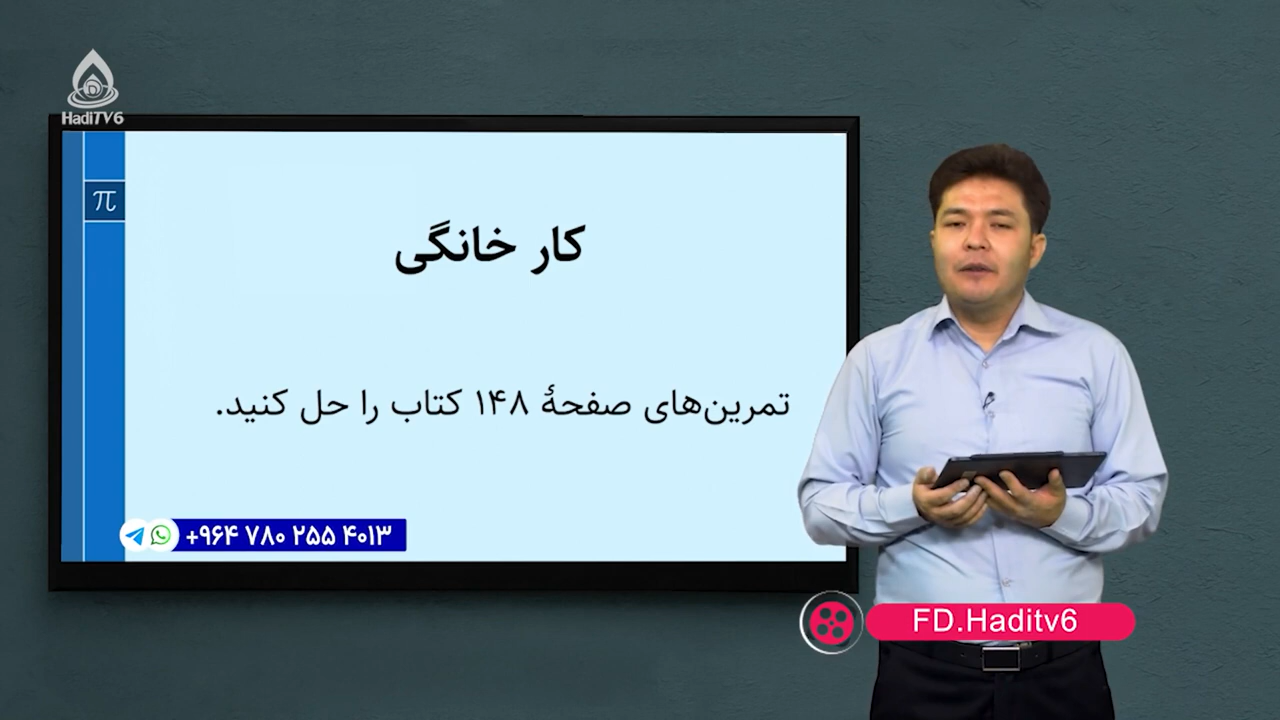 HadiTV6
π
کار خانگی
تمرین‌های صفحهٔ ۱۴۸ کتاب را حل کنید.
+۹۶۴ ۷۸۰ ۲۵۵ ۴۰۱۳
FD.Haditv6